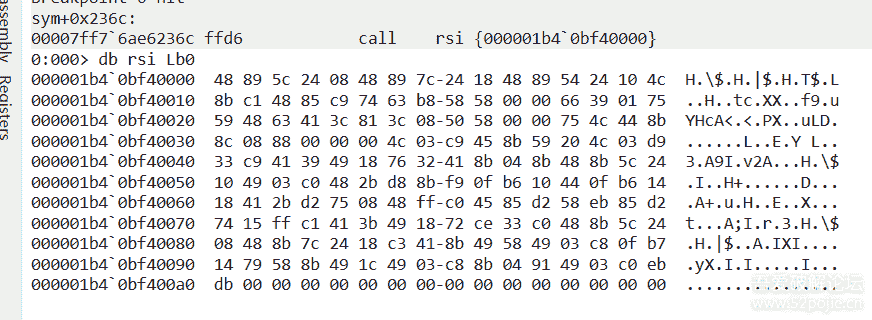 Breakpoint 0 hit
sym+0x236c:
00007ff7`6ae6236c ffd6            call    rsi {000001b4`0bf40000}
0:000> db rsi Lb0
000001b4`0bf40000  48 89 5c 24 08 48 89 7c-24 18 48 89 54 24 10 4c  H.\$.H.|$.H.T$.L
000001b4`0bf40010  8b c1 48 85 c9 74 63 b8-58 58 00 00 66 39 01 75  ..H..tc.XX..f9.u
000001b4`0bf40020  59 48 63 41 3c 81 3c 08-50 58 00 00 75 4c 44 8b  YHcA<.<.PX..uLD.
000001b4`0bf40030  8c 08 88 00 00 00 4c 03-c9 45 8b 59 20 4c 03 d9  ......L..E.Y L..
000001b4`0bf40040  33 c9 41 39 49 18 76 32-41 8b 04 8b 48 8b 5c 24  3.A9I.v2A...H.\$
000001b4`0bf40050  10 49 03 c0 48 2b d8 8b-f9 0f b6 10 44 0f b6 14  .I..H+......D...
000001b4`0bf40060  18 41 2b d2 75 08 48 ff-c0 45 85 d2 58 eb 85 d2  .A+.u.H..E..X...
000001b4`0bf40070  74 15 ff c1 41 3b 49 18-72 ce 33 c0 48 8b 5c 24  t...A;I.r.3.H.\$
000001b4`0bf40080  08 48 8b 7c 24 18 c3 41-8b 49 58 49 03 c8 0f b7  .H.|$..A.IXI....
000001b4`0bf40090  14 79 58 8b 49 1c 49 03-c8 8b 04 91 49 03 c0 eb  .yX.I.I.....I...
000001b4`0bf400a0  db 00 00 00 00 00 00 00-00 00 00 00 00 00 00 00  ................
Registers
吾爱破解论坛
www.52pojie.cn